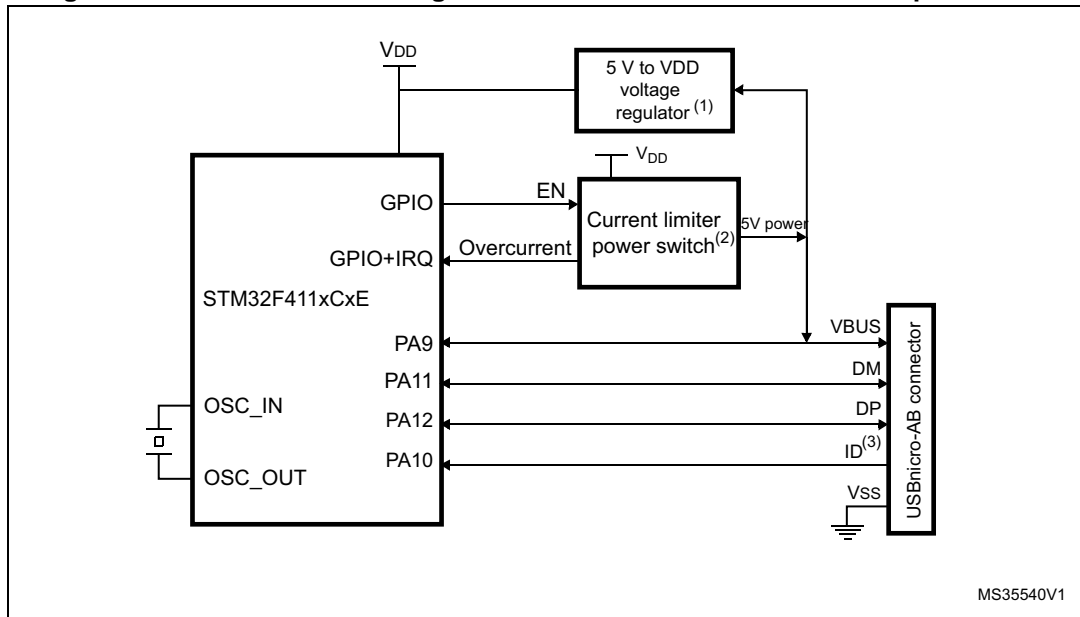 VDD
5 V to VDD
voltage
regulator (1)
VDD
GPIO
EN
Current limiter
power switch(2)
5V power
GPIO+IRQ
Overcurrent
STM32F411xCxE
PA9
VBUS
PA11
DM
OSC_IN
PA12
DP
PA10
ID(3)
OSC_OUT
VSS
USBnicro-AB connector
MS35540V1